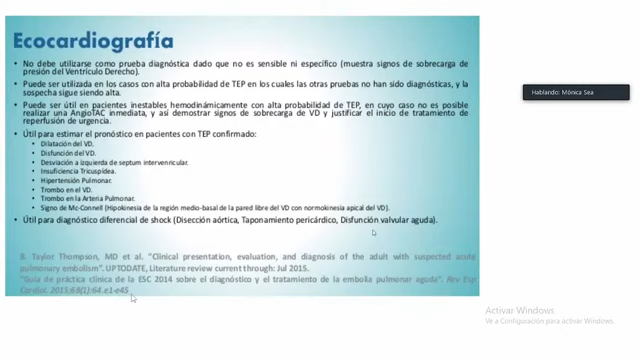 Ecocardiografía
• No debe utilizarse como prueba diagnóstica dado que no es sensible ni específico (muestra signos de sobrecarga de
presión del Ventrículo Derecho).
• Puede ser utilizada en los casos con alta probabilidad de TEP en los cuales las otras pruebas no han sido diagnósticas, y la
sospecha sigue siendo alta.
• Puede ser útil en pacientes inestables hemodinámicamente con alta probabilidad de TEP, en cuyo caso no es posible
realizar una AngioTAC inmediata, y así demostrar signos de sobrecarga de VD y justificar el inicio de tratamiento de
reperfusión de urgencia.
• Útil para estimar el pronóstico en pacientes con TEP confirmado:
• Dilatación del VD.
• Disfunción del VD.
• Desviación a izquierda de septum interventricular.
• Insuficiencia Tricuspídea.
• Hipertensión Pulmonar.
• Trombo en el VD.
• Trombo en la Arteria Pulmonar.
• Signo de Mc-Connell (Hipokinesia de la región medio-basal de la pared libre del VD con normokinesia apical del VD).
• Útil para diagnóstico diferencial de shock (Disección aórtica, Taponamiento pericárdico, Disfunción valvular aguda).
B. Taylor Thompson, MD et al. "Clinical presentation, evaluation, and diagnosis of the adult with suspected acute
pulmonary embolism". UPTODATE, Literature review current through: Jul 2015.
"Guía de práctica clínica de la ESC 2014 sobre el diagnóstico y el tratamiento de la embolia pulmonar aguda". Rev Esp
Cardiol. 2015;68(1):64.e1-e45
Hablando: Mónica Sea
Activar Windows
Ve a Configuración para activar Windows.